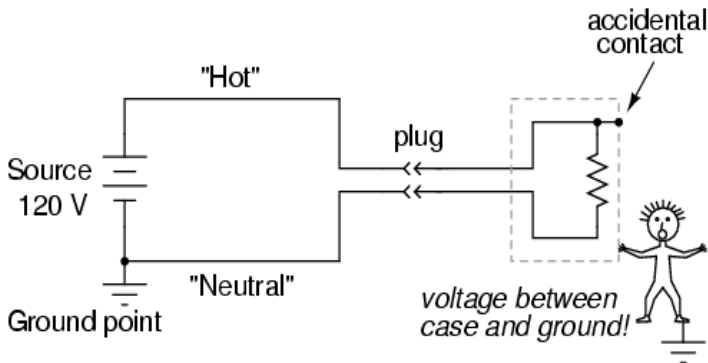 accidental
contact
"Hot"
plug
Source
120 V
"Neutral"
Ground point
voltage between
case and ground!